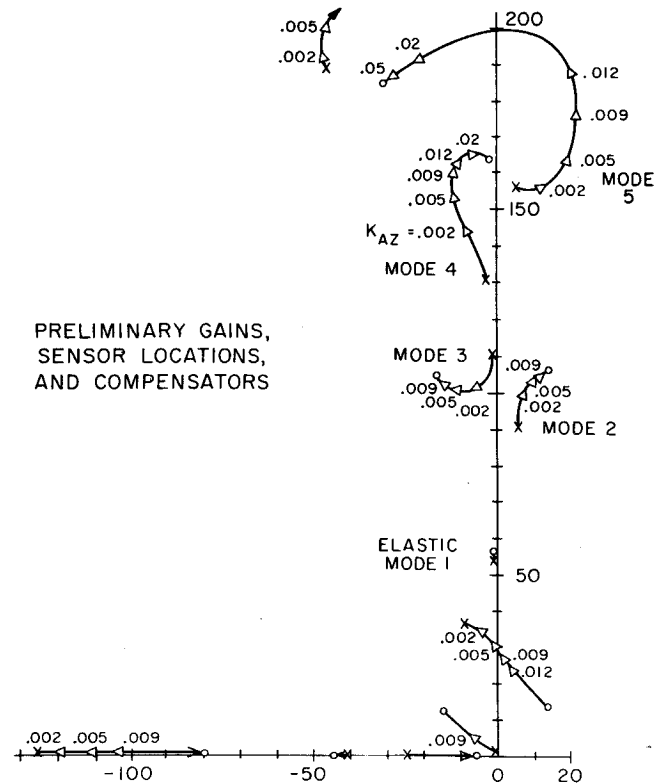 200
.005
.002
.02
.05
.012
.009
.005
.002
MODE
5
.02
.012
.009
.005
150
K_AZ = .002
MODE 4
PRELIMINARY GAINS,
SENSOR LOCATIONS,
AND COMPENSATORS
MODE 3
.009
.005
.002
.009
.005
.002
MODE 2
ELASTIC
MODE 1
50
.002
.005
.009
.012
.009
.002 .005 .009
-100 -50 0 20